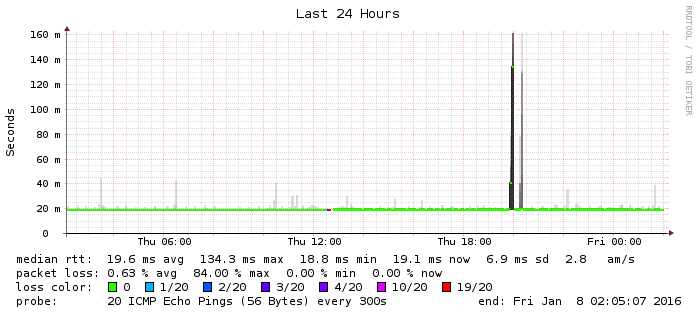 Last 24 Hours
RRDTOOL / TOBI OETIKER
Seconds
160 m
140 m
120 m
100 m
80 m
60 m
40 m
20 m
0
Thu 06:00 Thu 12:00 Thu 18:00 Fri 00:00
median rtt: 19.6 ms avg 134.3 ms max 18.8 ms min 19.1 ms now 6.9 ms sd 2.8 am/s
packet loss: 0.63 % avg 84.00 % max 0.00 % min 0.00 % now
loss color: 0 1/20 2/20 3/20 4/20 10/20 19/20
probe: 20 ICMP Echo Pings (56 Bytes) every 300s end: Fri Jan 8 02:05:07 2016